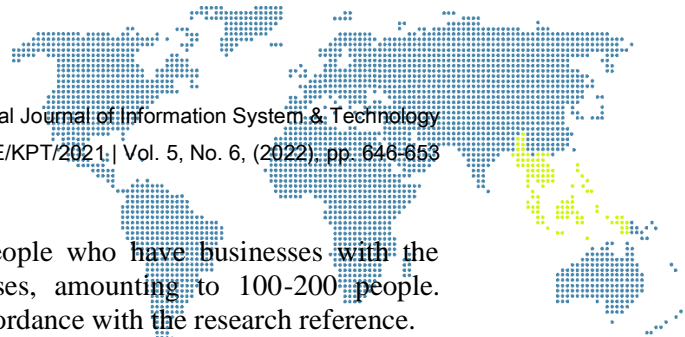 al Journal of Information System & Technology
E/KPT/2021 | Vol. 5, No. 6, (2022), pp. 646-653
eople who have businesses with the
ses, amounting to 100-200 people.
ordance with the research reference.